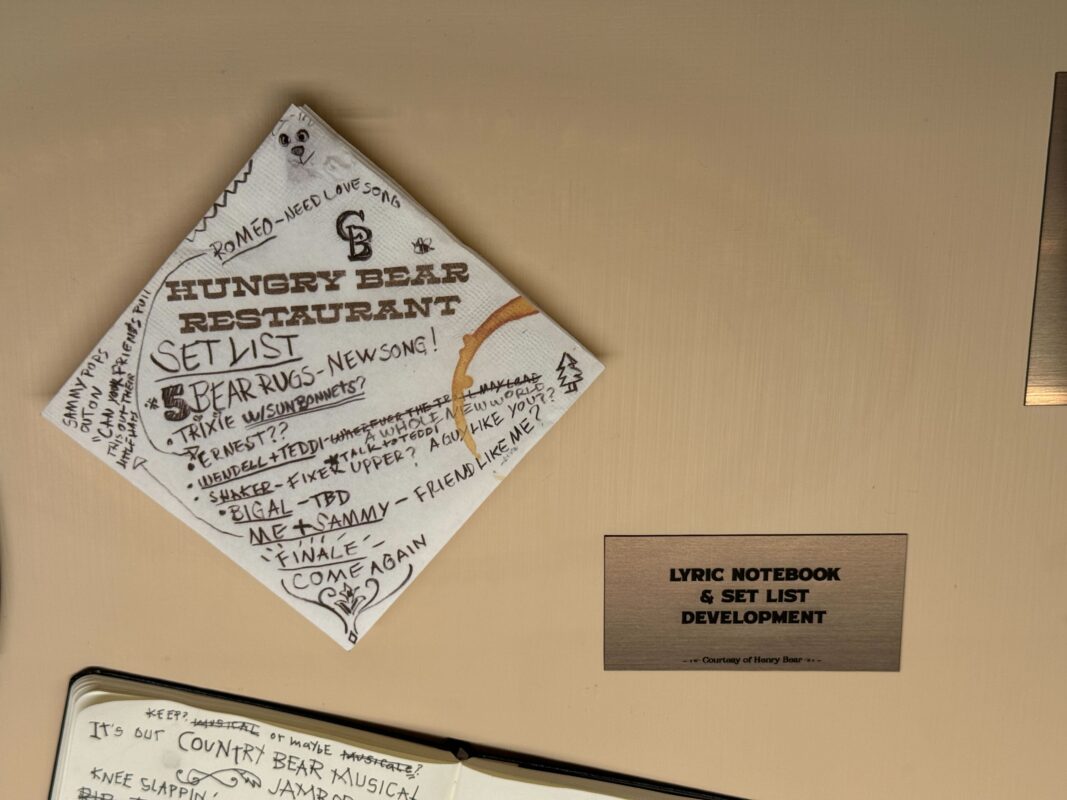 ROMEO - NEED LOVE SONG
CB
HUNGRY BEAR
RESTAURANT
SET LIST
* 5 BEAR RUGS - NEW SONG!
• TRIXIE W/SUNBONNETS?
• ERNEST??
• WENDELL + TEDDI - WHEREVER THE TRAIL MAY LEAD
A WHOLE NEW WORLD?
*TALK TO TEDDI
• SHAKER - FIXER UPPER? A GUY LIKE YOU??
• BIG AL - TBD
ME + SAMMY - FRIEND LIKE ME?
"FINALE"
COME AGAIN
SAMMY POPS
OUT ON
"CAN YOUR FRIENDS PULL
THIS OUT THEIR
LITTLE HAT?
LYRIC NOTEBOOK
& SET LIST
DEVELOPMENT
Courtesy of Henry Bear
KEEP? MUSICAL or maybe MUSICALE?
It's our COUNTRY BEAR MUSICAL
JAMBOR
KNEE SLAPPIN'